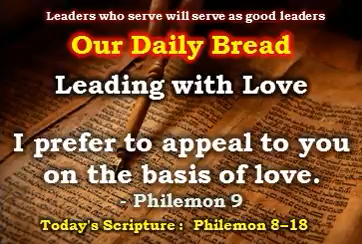 Leaders who serve will serve as good leaders
Our Daily Bread
Leading with Love
I prefer to appeal to you
on the basis of love.
- Philemon 9
Today's Scripture : Philemon 8–18